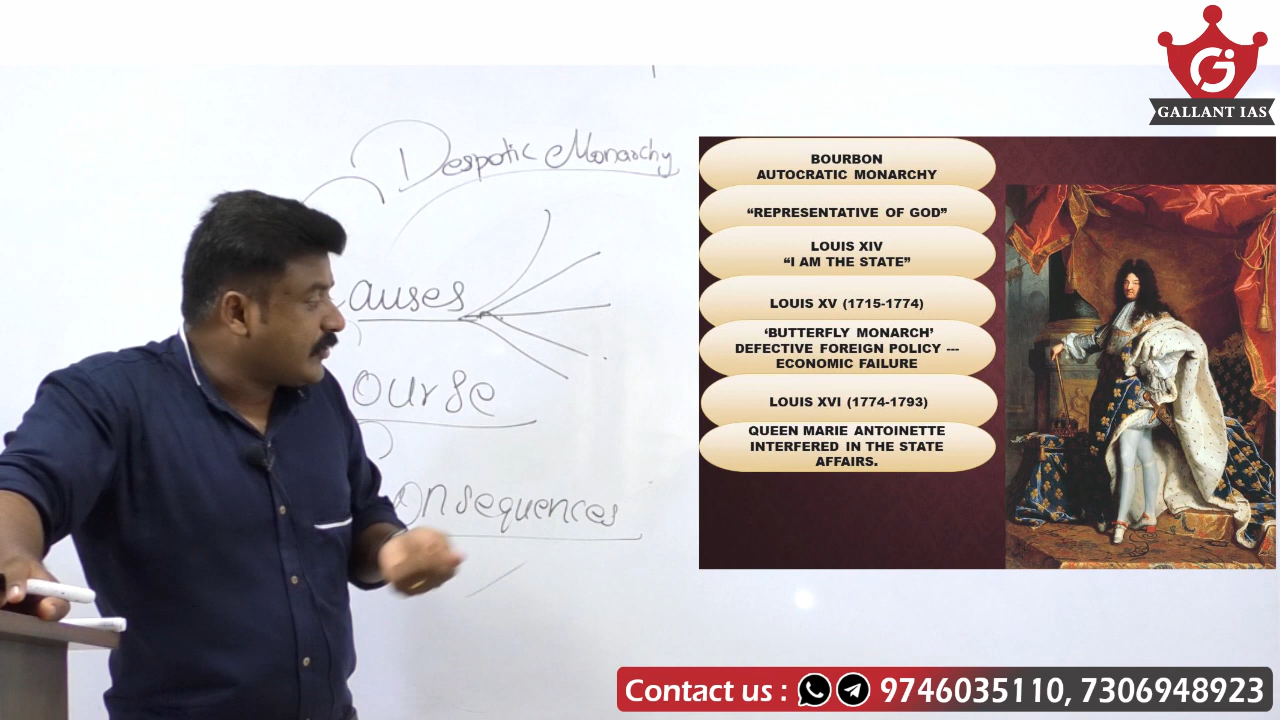 GALLANT IAS
Despotic Monarchy
auses
ourse
onsequences
BOURBON
AUTOCRATIC MONARCHY
“REPRESENTATIVE OF GOD”
LOUIS XIV
“I AM THE STATE”
LOUIS XV (1715-1774)
‘BUTTERFLY MONARCH’
DEFECTIVE FOREIGN POLICY ---
ECONOMIC FAILURE
LOUIS XVI (1774-1793)
QUEEN MARIE ANTOINETTE
INTERFERED IN THE STATE
AFFAIRS.
Contact us : 9746035110, 7306948923